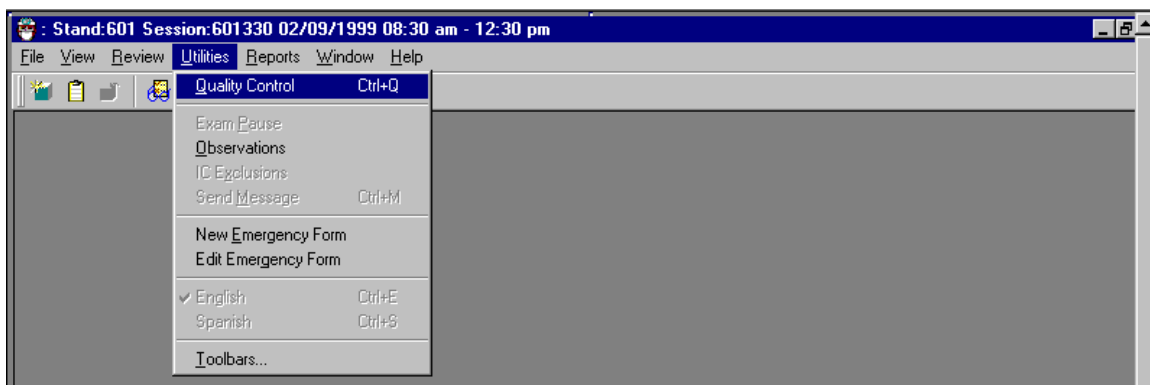 : Stand:601 Session:601330 02/09/1999 08:30 am - 12:30 pm
File View Review Utilities Reports Window Help
Quality Control Ctrl+Q
Exam Pause
Observations
IC Exclusions
Send Message Ctrl+M
New Emergency Form
Edit Emergency Form
English Ctrl+E
Spanish Ctrl+S
Toolbars...